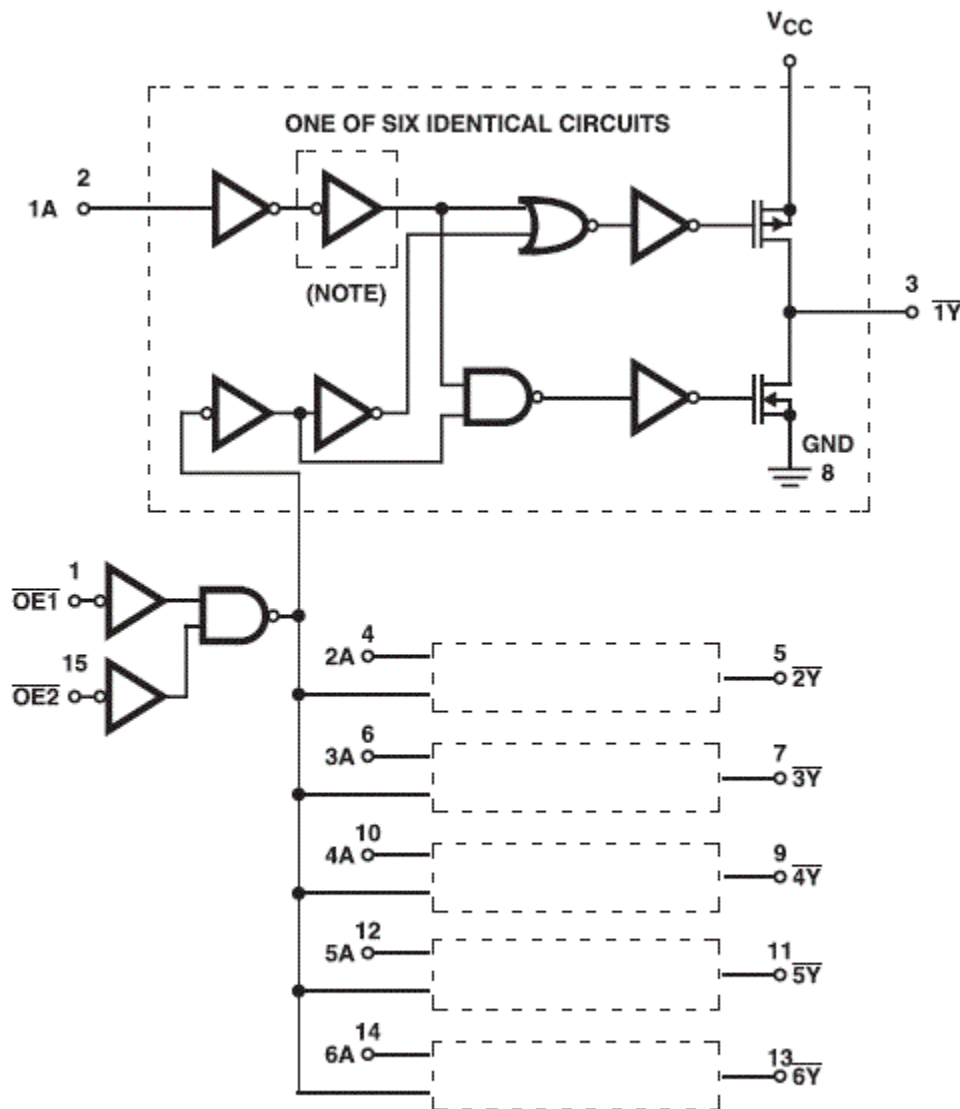 VCC
ONE OF SIX IDENTICAL CIRCUITS
2
1A
(NOTE)
3
1Y
GND
8
1
OE1
15
OE2
4
2A
5
2Y
6
3A
7
3Y
10
4A
9
4Y
12
5A
11
5Y
14
6A
13
6Y